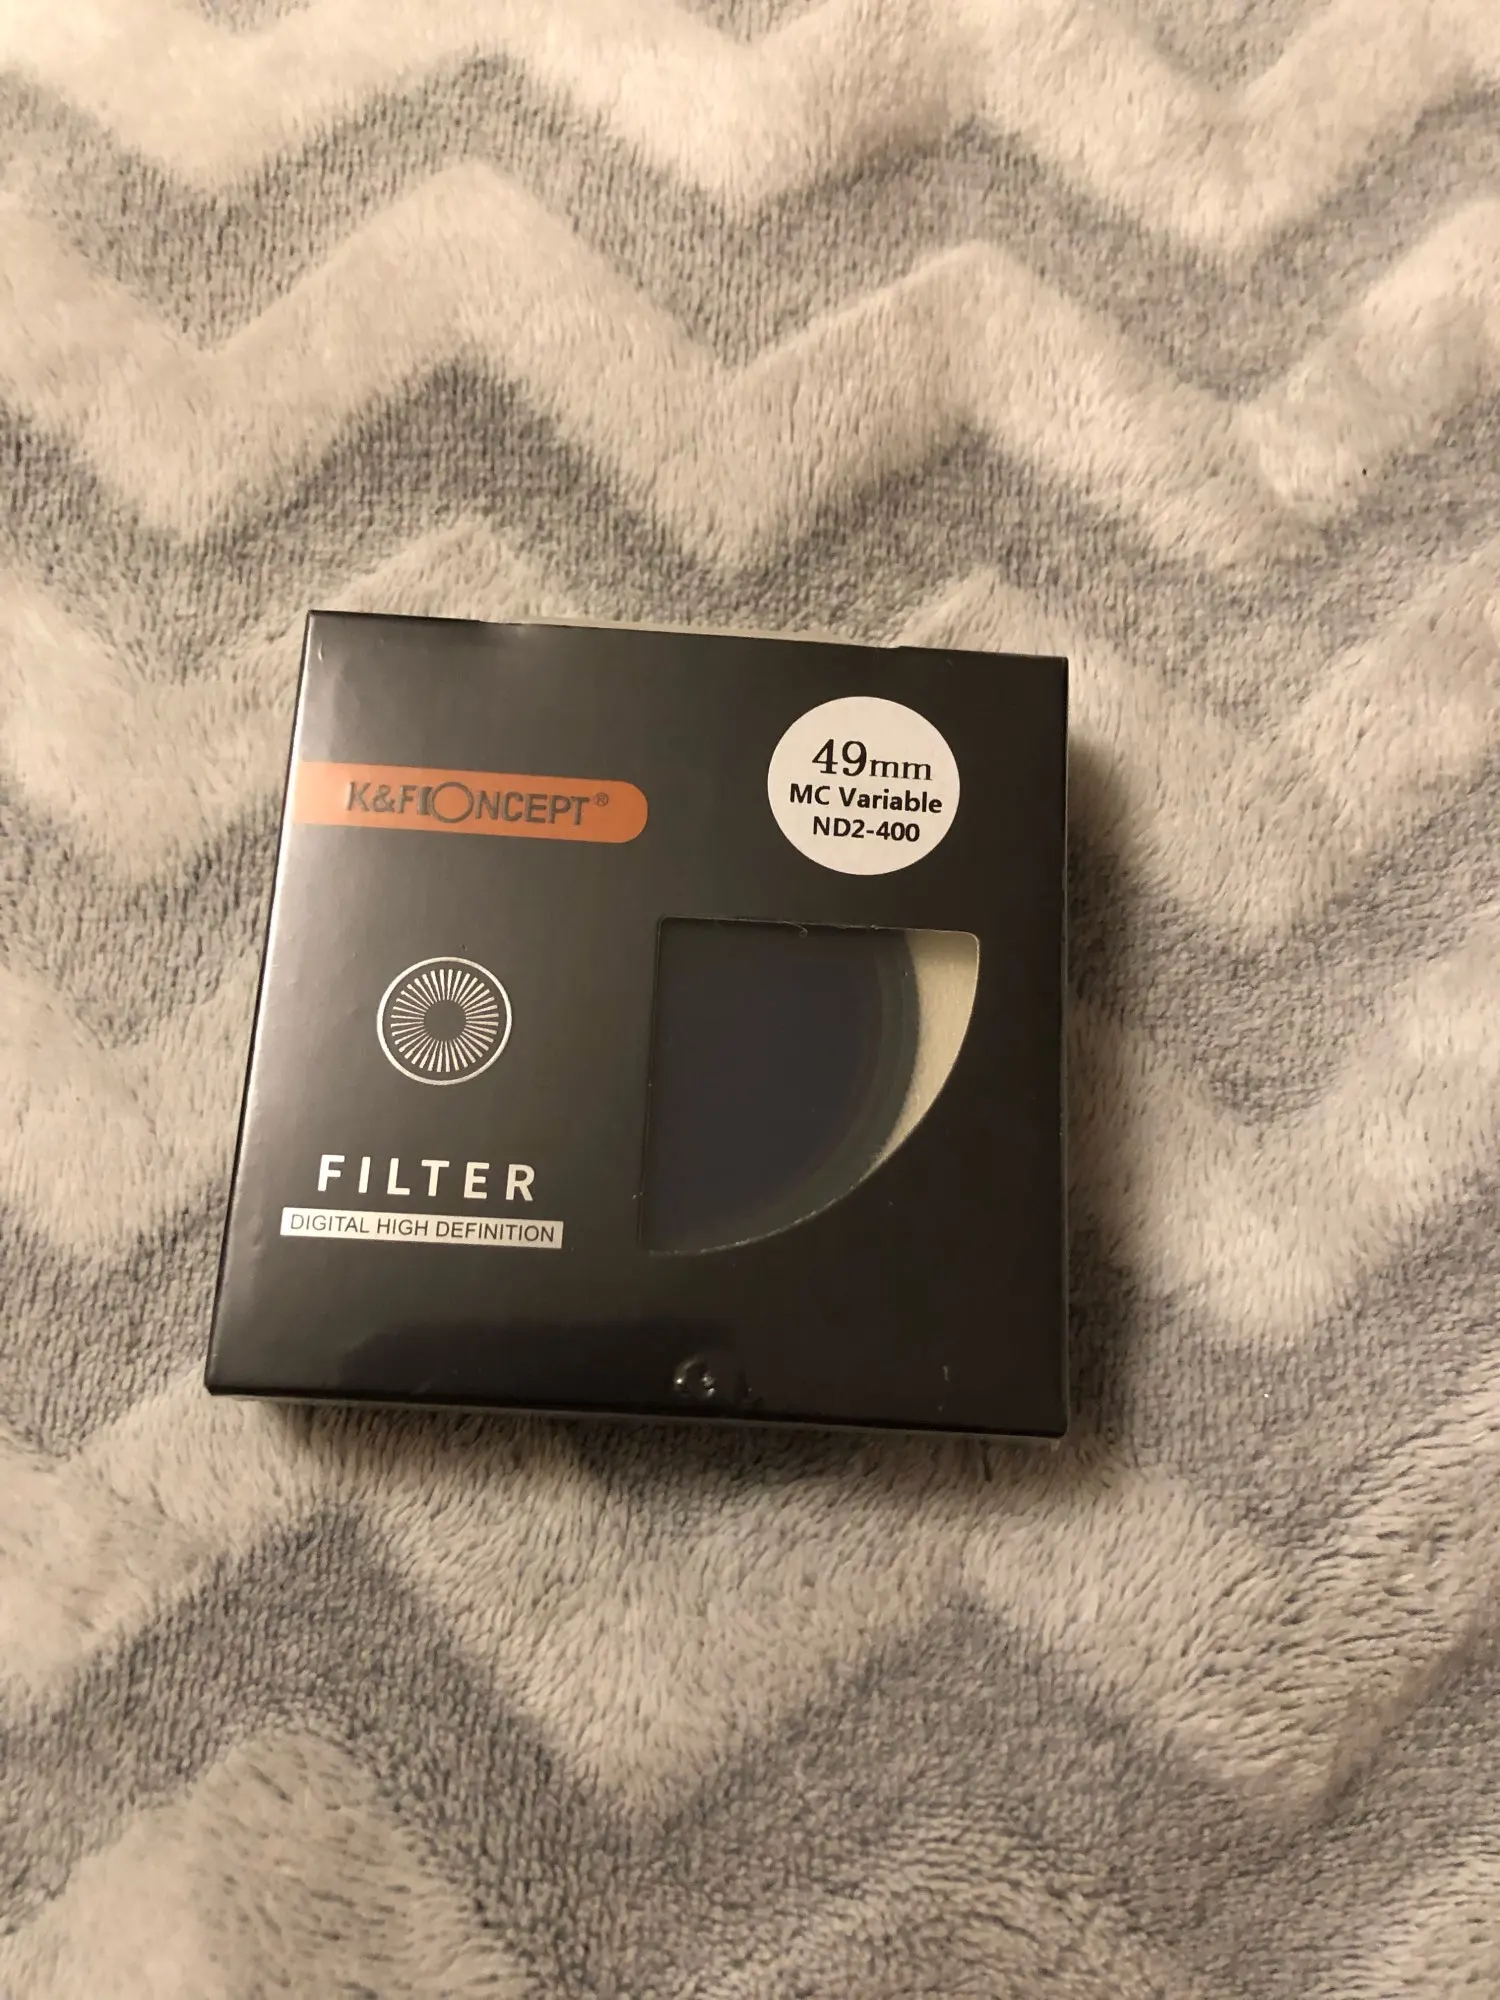 K&F CONCEPT®
49mm
MC Variable
ND2-400
FILTER
DIGITAL HIGH DEFINITION